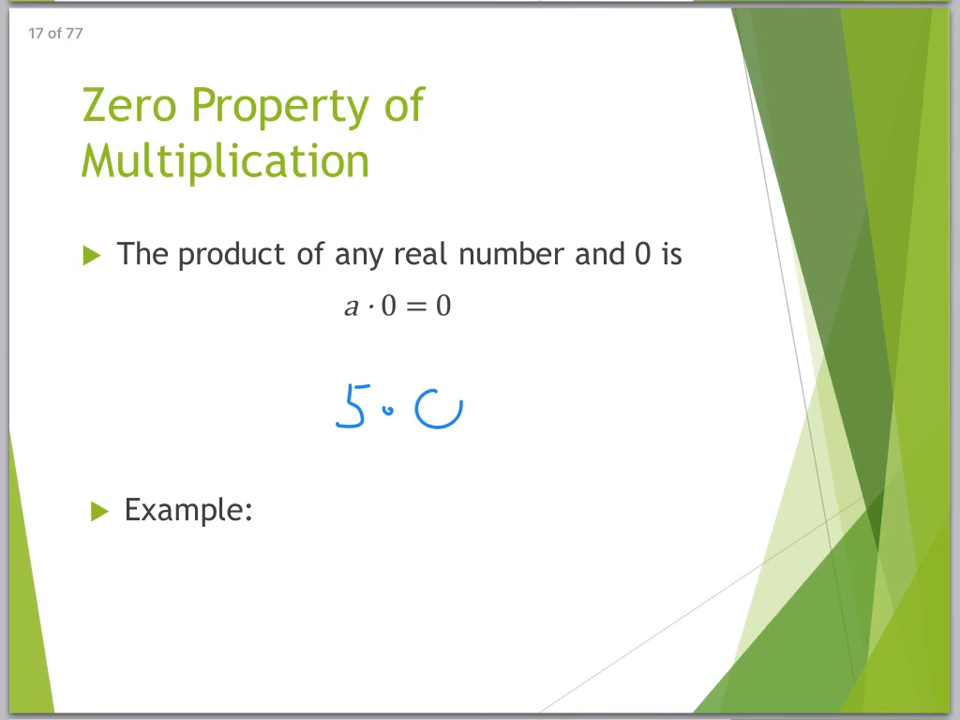 17 of 77
Zero Property of
Multiplication
The product of any real number and 0 is
a · 0 = 0
5 · 0
Example: